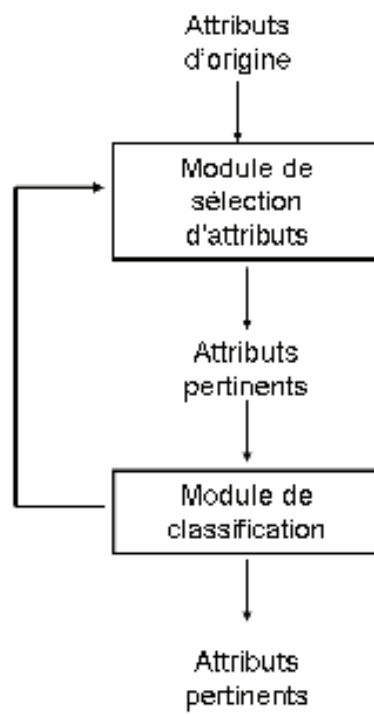 Attributs
d'origine
Module de
sélection
d'attributs
Attributs
pertinents
Module de
classification
Attributs
pertinents